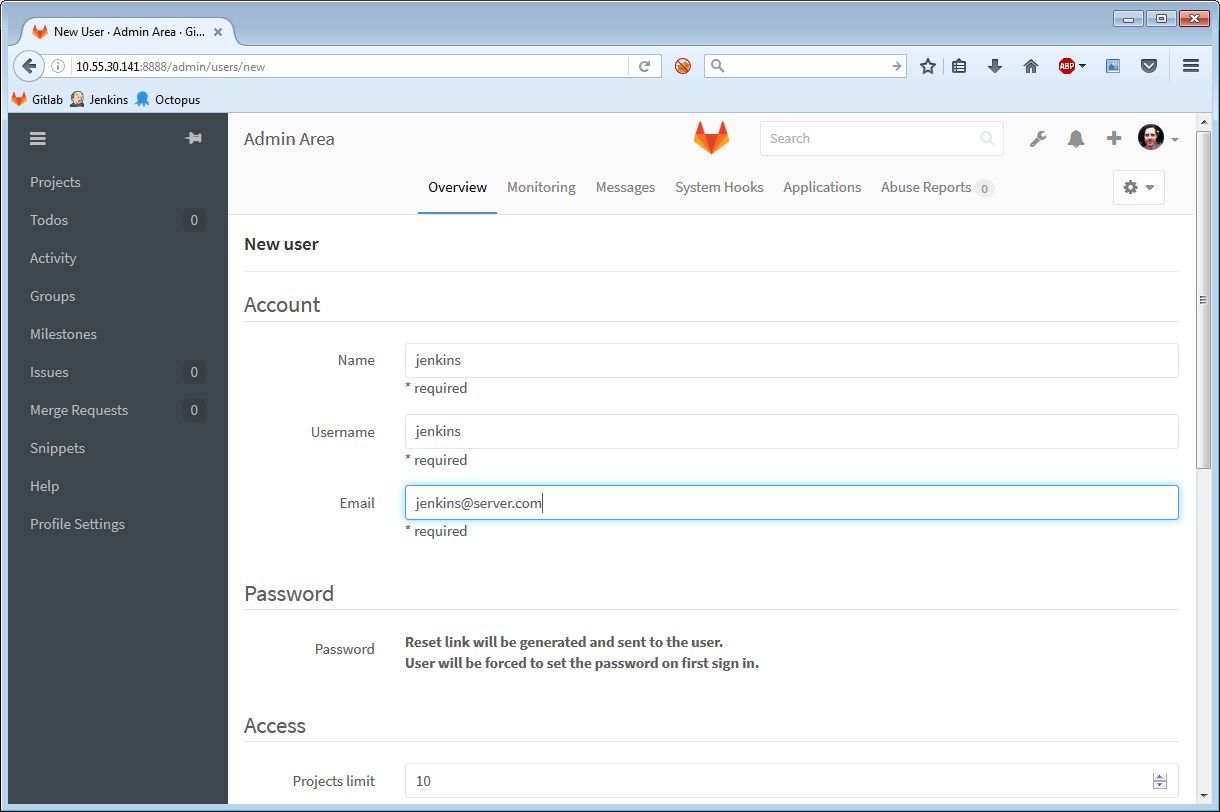 New User · Admin Area · Gi...
10.55.30.141:8888/admin/users/new
ABP
Gitlab Jenkins Octopus
Admin Area
Search
Overview Monitoring Messages System Hooks Applications Abuse Reports 0
Projects
Todos 0
Activity
Groups
Milestones
Issues 0
Merge Requests 0
Snippets
Help
Profile Settings
New user
Account
Name jenkins
* required
Username jenkins
* required
Email jenkins@server.com
* required
Password
Password Reset link will be generated and sent to the user.
User will be forced to set the password on first sign in.
Access
Projects limit 10